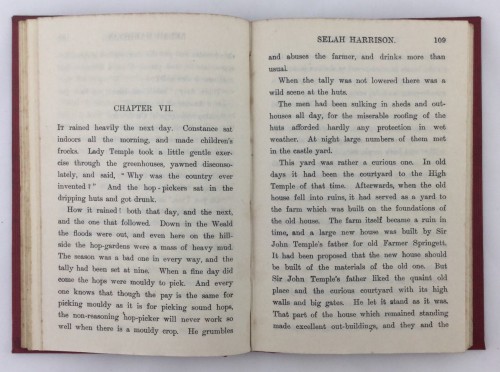 CHAPTER VII.
IT rained heavily the next day. Constance sat
indoors all the morning, and made children's
frocks. Lady Temple took a little gentle exer-
cise through the greenhouses, yawned disconso-
lately, and said, "Why was the country ever
invented?" And the hop-pickers sat in the
dripping huts and got drunk.
How it rained! both that day, and the next,
and the one that followed. Down in the Weald
the floods were out, and even here on the hill-
side the hop-gardens were a mass of heavy mud.
The season was a bad one in every way, and the
tally had been set at nine. When a fine day did
come the hops were mouldy to pick. And every
one knows that though the pay is the same for
picking mouldy as it is for picking sound hops,
the non-reasoning hop-picker will never work so
well when there is a mouldy crop. He grumbles
SELAH HARRISON. 109
and abuses the farmer, and drinks more than
usual.
When the tally was not lowered there was a
wild scene at the huts.
The men had been sulking in sheds and out-
houses all day, for the miserable roofing of the
huts afforded hardly any protection in wet
weather. At night large numbers of them met
in the castle yard.
This yard was rather a curious one. In old
days it had been the courtyard to the High
Temple of that time. Afterwards, when the old
house fell into ruins, it had served as a yard to
the farm which was built on the foundations of
the old house. The farm itself became a ruin in
time, and a large new house was built by Sir
John Temple's father for old Farmer Springett.
It had been proposed that the new house should
be built of the materials of the old one. But
Sir John Temple's father liked the quaint old
place and the curious courtyard with its high
walls and big gates. He let it stand as it was.
That part of the house which remained standing
made excellent out-buildings, and they and the